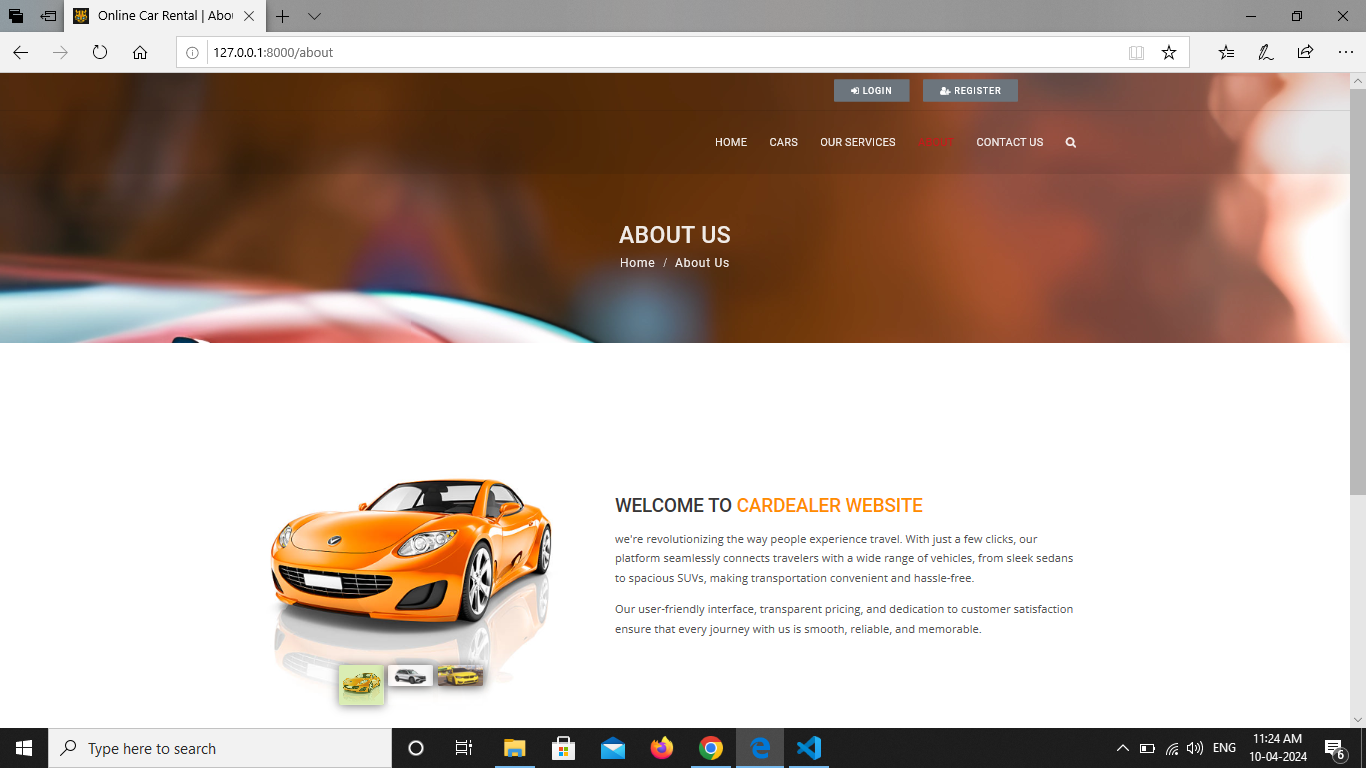 Online Car Rental | Abou
127.0.0.1:8000/about
LOGIN
REGISTER
HOME
CARS
OUR SERVICES
ABOUT
CONTACT US
ABOUT US
Home / About Us
WELCOME TO CARDEALER WEBSITE
we're revolutionizing the way people experience travel. With just a few clicks, our
platform seamlessly connects travelers with a wide range of vehicles, from sleek sedans
to spacious SUVs, making transportation convenient and hassle-free.
Our user-friendly interface, transparent pricing, and dedication to customer satisfaction
ensure that every journey with us is smooth, reliable, and memorable.
Type here to search
ENG
11:24 AM
10-04-2024
6